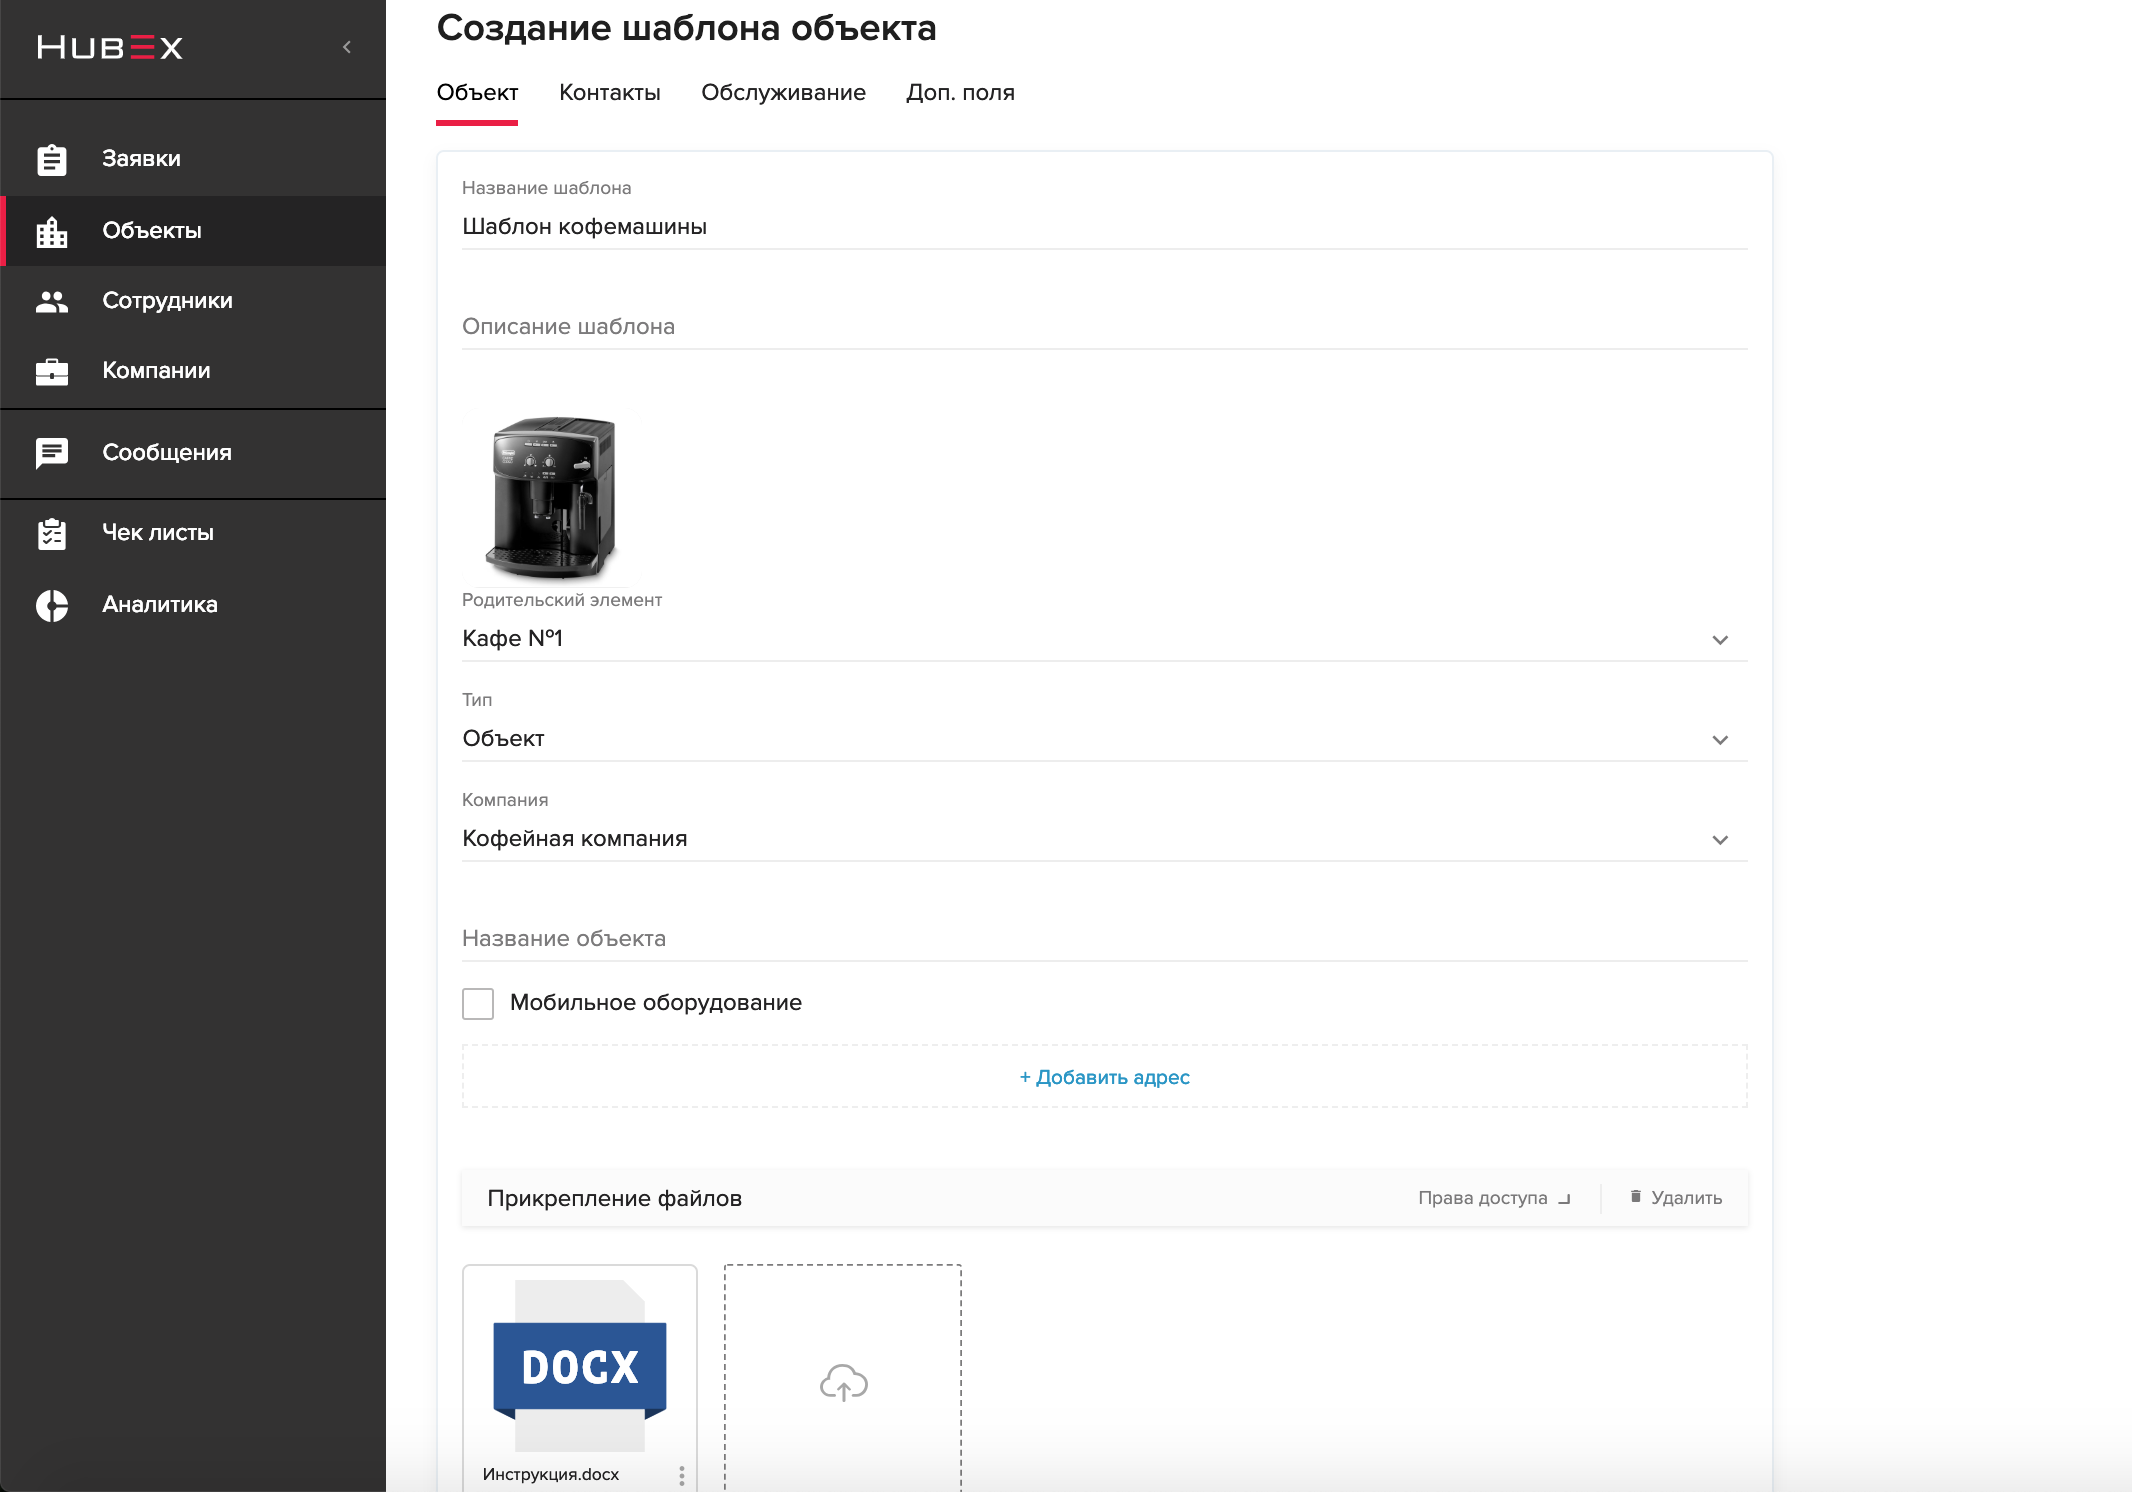 HUBEX
Заявки
Объекты
Сотрудники
Компании
Сообщения
Чек листы
Аналитика
Создание шаблона объекта
Объект Контакты Обслуживание Доп. поля
Название шаблона
Шаблон кофемашины
Описание шаблона
Родительский элемент
Кафе №1
Тип
Объект
Компания
Кофейная компания
Название объекта
Мобильное оборудование
+ Добавить адрес
Прикрепление файлов Права доступа Удалить
DOCX
Инструкция.docx